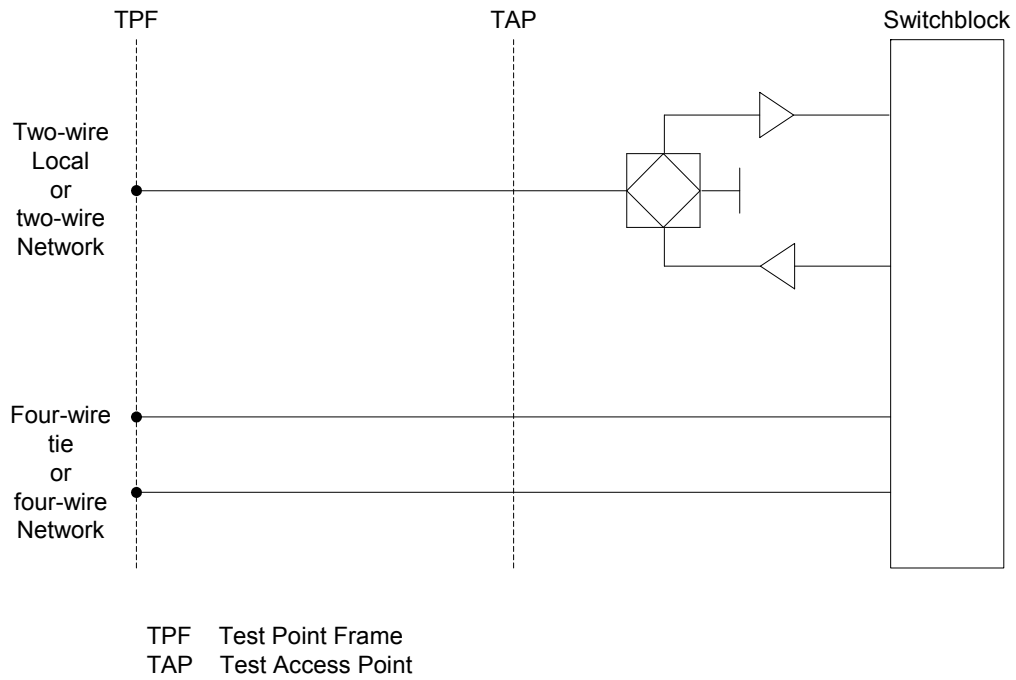 TPF
TAP
Switchblock
Two-wire
Local
or
two-wire
Network
Four-wire
tie
or
four-wire
Network
TPF Test Point Frame
TAP Test Access Point